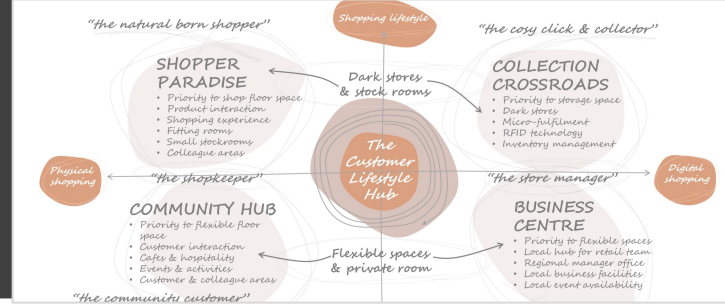 Shopping lifestyle
"the natural born shopper"
"the cosy click & collector"
SHOPPER
PARADISE
• Priority to shop floor space
• Product interaction
• Shopping experience
• Fitting rooms
• Small stockrooms
• Colleague areas
Dark stores
& stock rooms
COLLECTION
CROSSROADS
• Priority to storage space
• Dark stores
• Micro-fulfilment
• RFID technology
• Inventory management
Physical
shopping
The
Customer
Lifestyle
Hub
Digital
shopping
"the shopkeeper"
"the store manager"
COMMUNITY HUB
• Priority to flexible floor
space
• Customer interaction
• Cafes & hospitality
• Events & activities
• Customer & colleague areas
Flexible spaces
& private room
BUSINESS
CENTRE
• Priority to flexible spaces
• Local hub for retail team
• Regional manager office
• Local business facilities
• Local event availability
"the community customer"